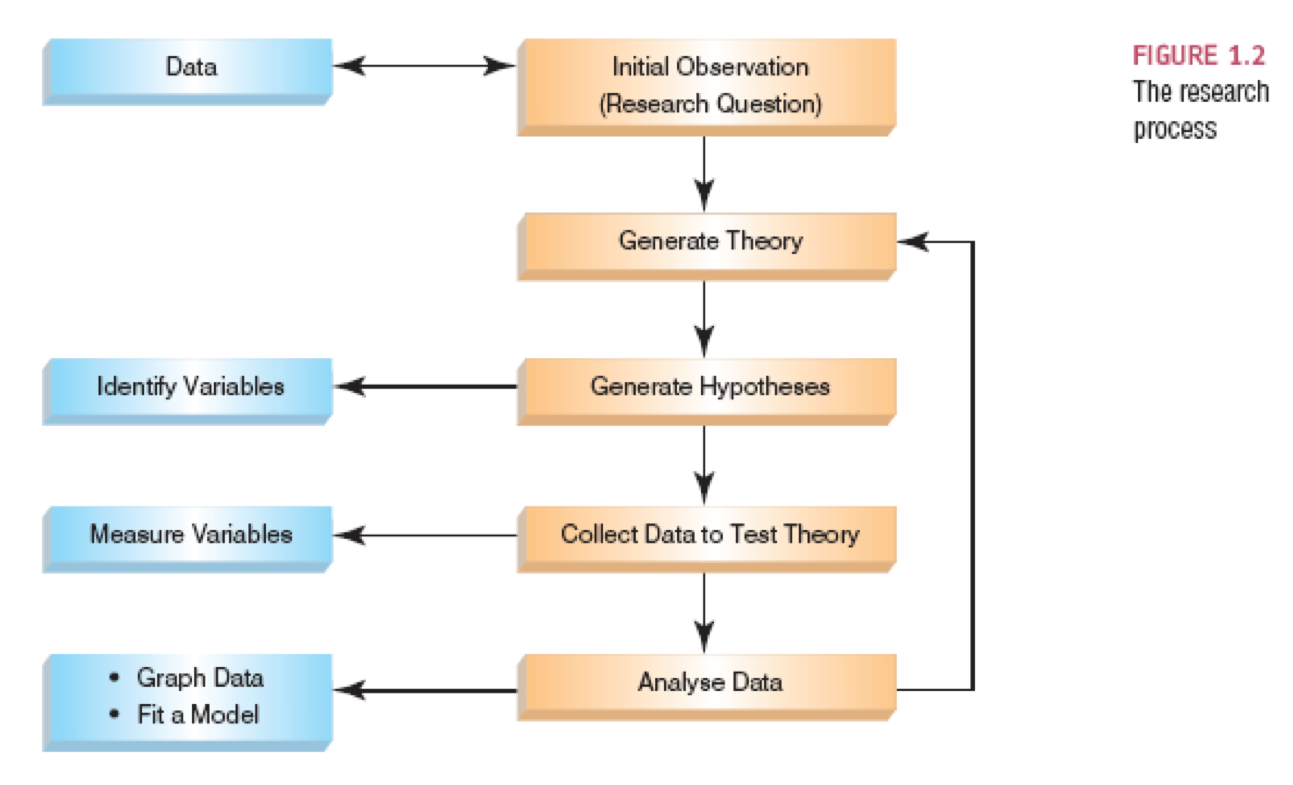 Data
Initial Observation
(Research Question)
FIGURE 1.2
The research
process
Generate Theory
Identify Variables
Generate Hypotheses
Measure Variables
Collect Data to Test Theory
• Graph Data
• Fit a Model
Analyse Data